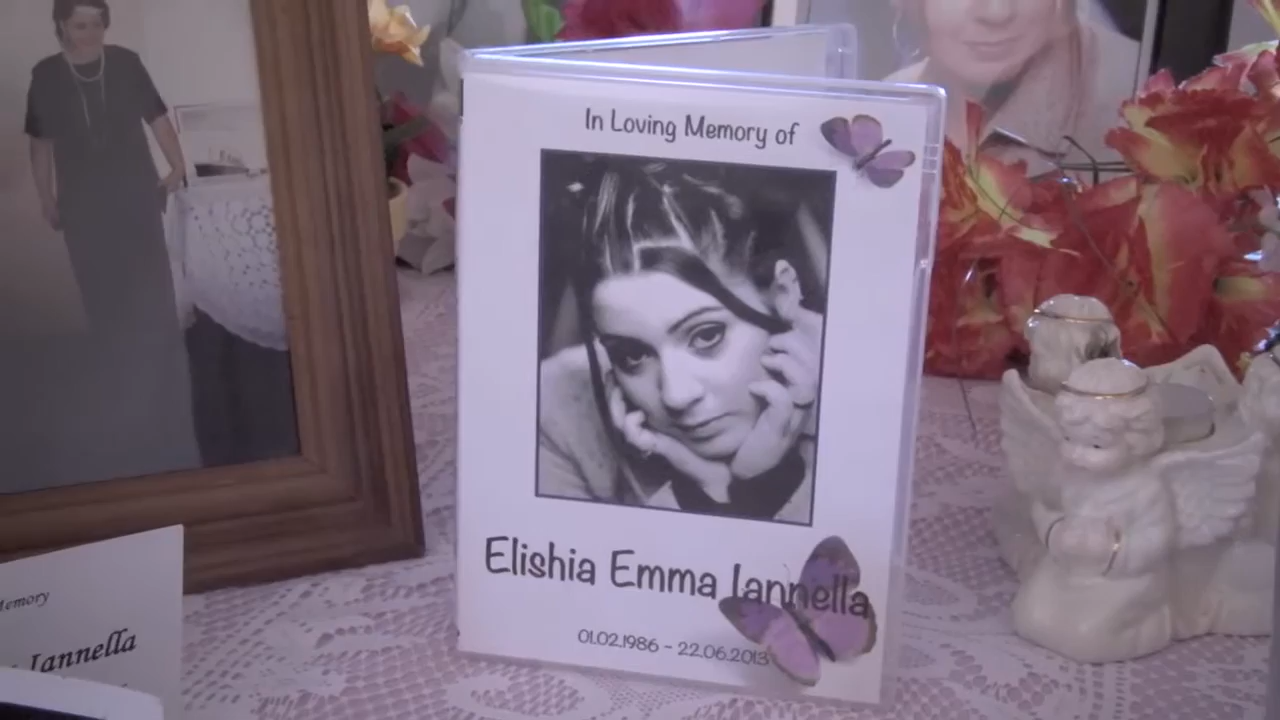 In Loving Memory of
Elishia Emma Iannella
01.02.1986 - 22.06.2013
Memory
Iannella